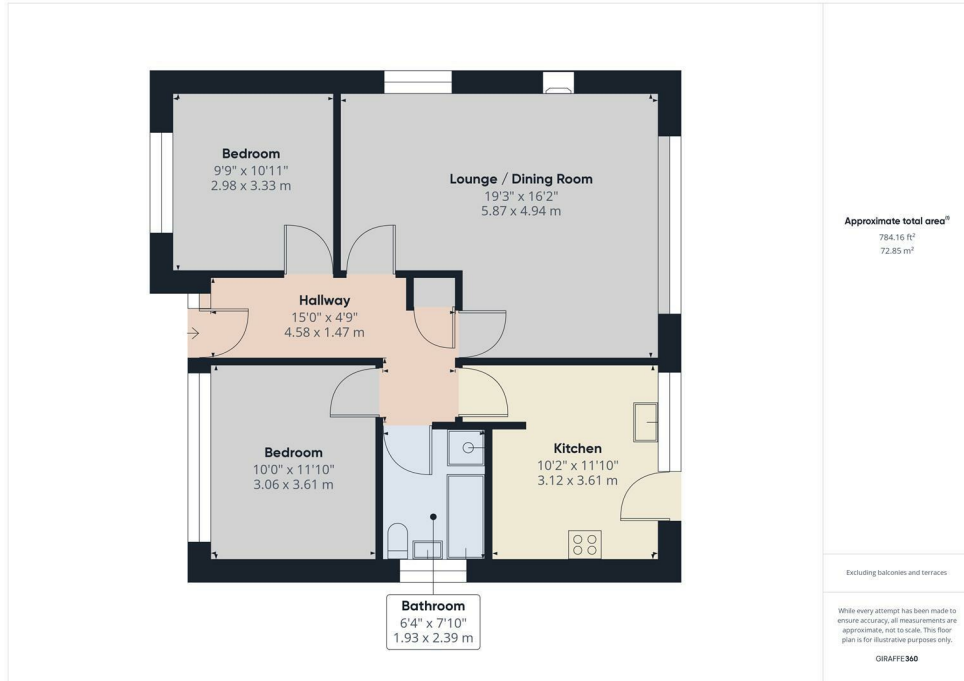 Bedroom
9'9" x 10'11"
2.98 x 3.33 m
Lounge / Dining Room
19'3" x 16'2"
5.87 x 4.94 m
Hallway
15'0" x 4'9"
4.58 x 1.47 m
Bedroom
10'0" x 11'10"
3.06 x 3.61 m
Kitchen
10'2" x 11'10"
3.12 x 3.61 m
Bathroom
6'4" x 7'10"
1.93 x 2.39 m
Approximate total area⁽¹⁾
784.16 ft²
72.85 m²
Excluding balconies and terraces
While every attempt has been made to
ensure accuracy, all measurements are
approximate, not to scale. This floor
plan is for illustrative purposes only.
GIRAFFE360